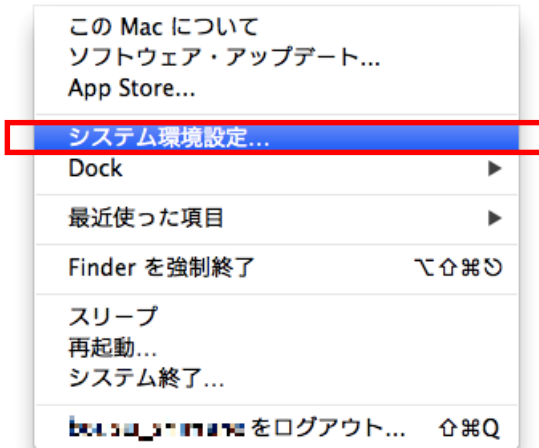 この Mac について
ソフトウェア・アップデート...
App Store...
システム環境設定...
Dock ▶
最近使った項目 ▶
Finder を強制終了 ⌥⇧⌘⎋
スリープ
再起動...
システム終了...
をログアウト... ⇧⌘Q